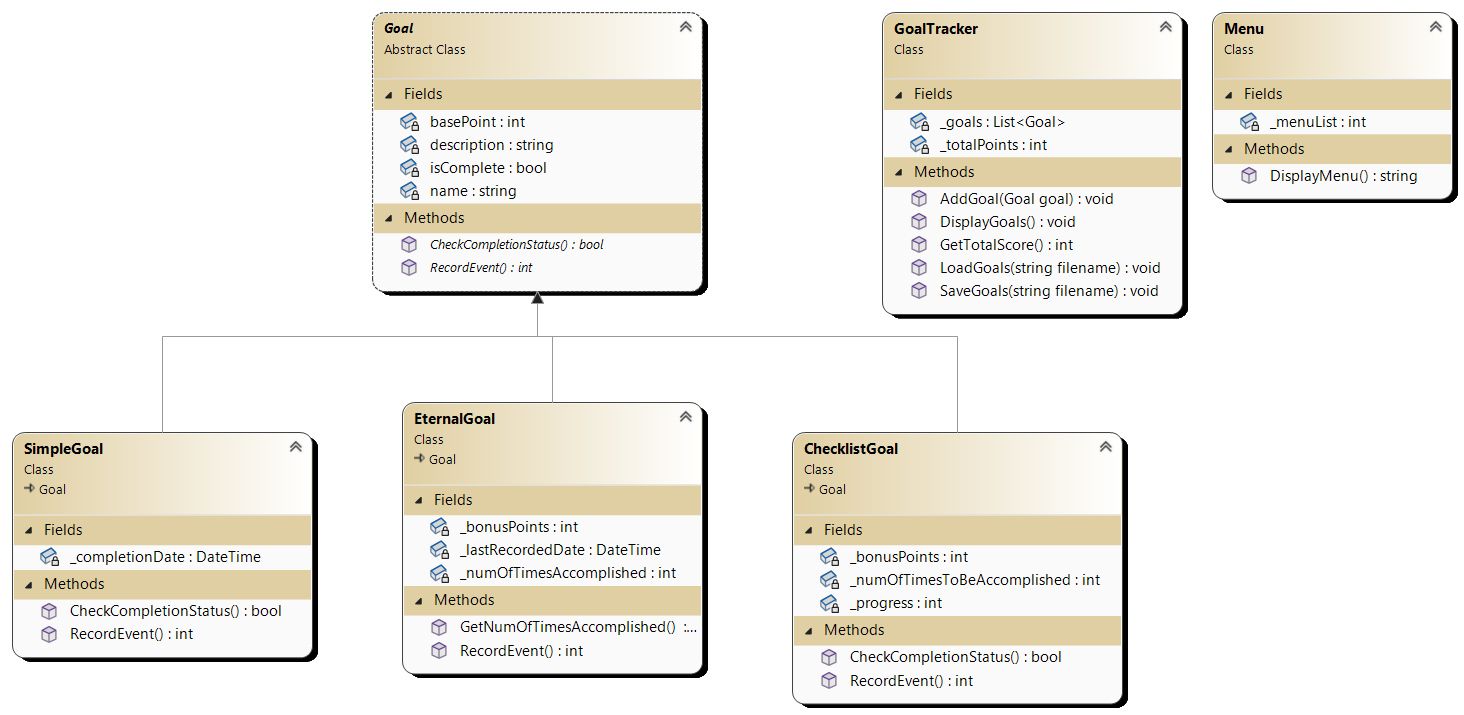 Goal
Abstract Class
Fields
basePoint : int
description : string
isComplete : bool
name : string
Methods
CheckCompletionStatus() : bool
RecordEvent() : int
GoalTracker
Class
Fields
_goals : List<Goal>
_totalPoints : int
Methods
AddGoal(Goal goal) : void
DisplayGoals() : void
GetTotalScore() : int
LoadGoals(string filename) : void
SaveGoals(string filename) : void
Menu
Class
Fields
_menuList : int
Methods
DisplayMenu() : string
SimpleGoal
Class
Goal
Fields
_completionDate : DateTime
Methods
CheckCompletionStatus() : bool
RecordEvent() : int
EternalGoal
Class
Goal
Fields
_bonusPoints : int
_lastRecordedDate : DateTime
_numOfTimesAccomplished : int
Methods
GetNumOfTimesAccomplished() :...
RecordEvent() : int
ChecklistGoal
Class
Goal
Fields
_bonusPoints : int
_numOfTimesToBeAccomplished : int
_progress : int
Methods
CheckCompletionStatus() : bool
RecordEvent() : int